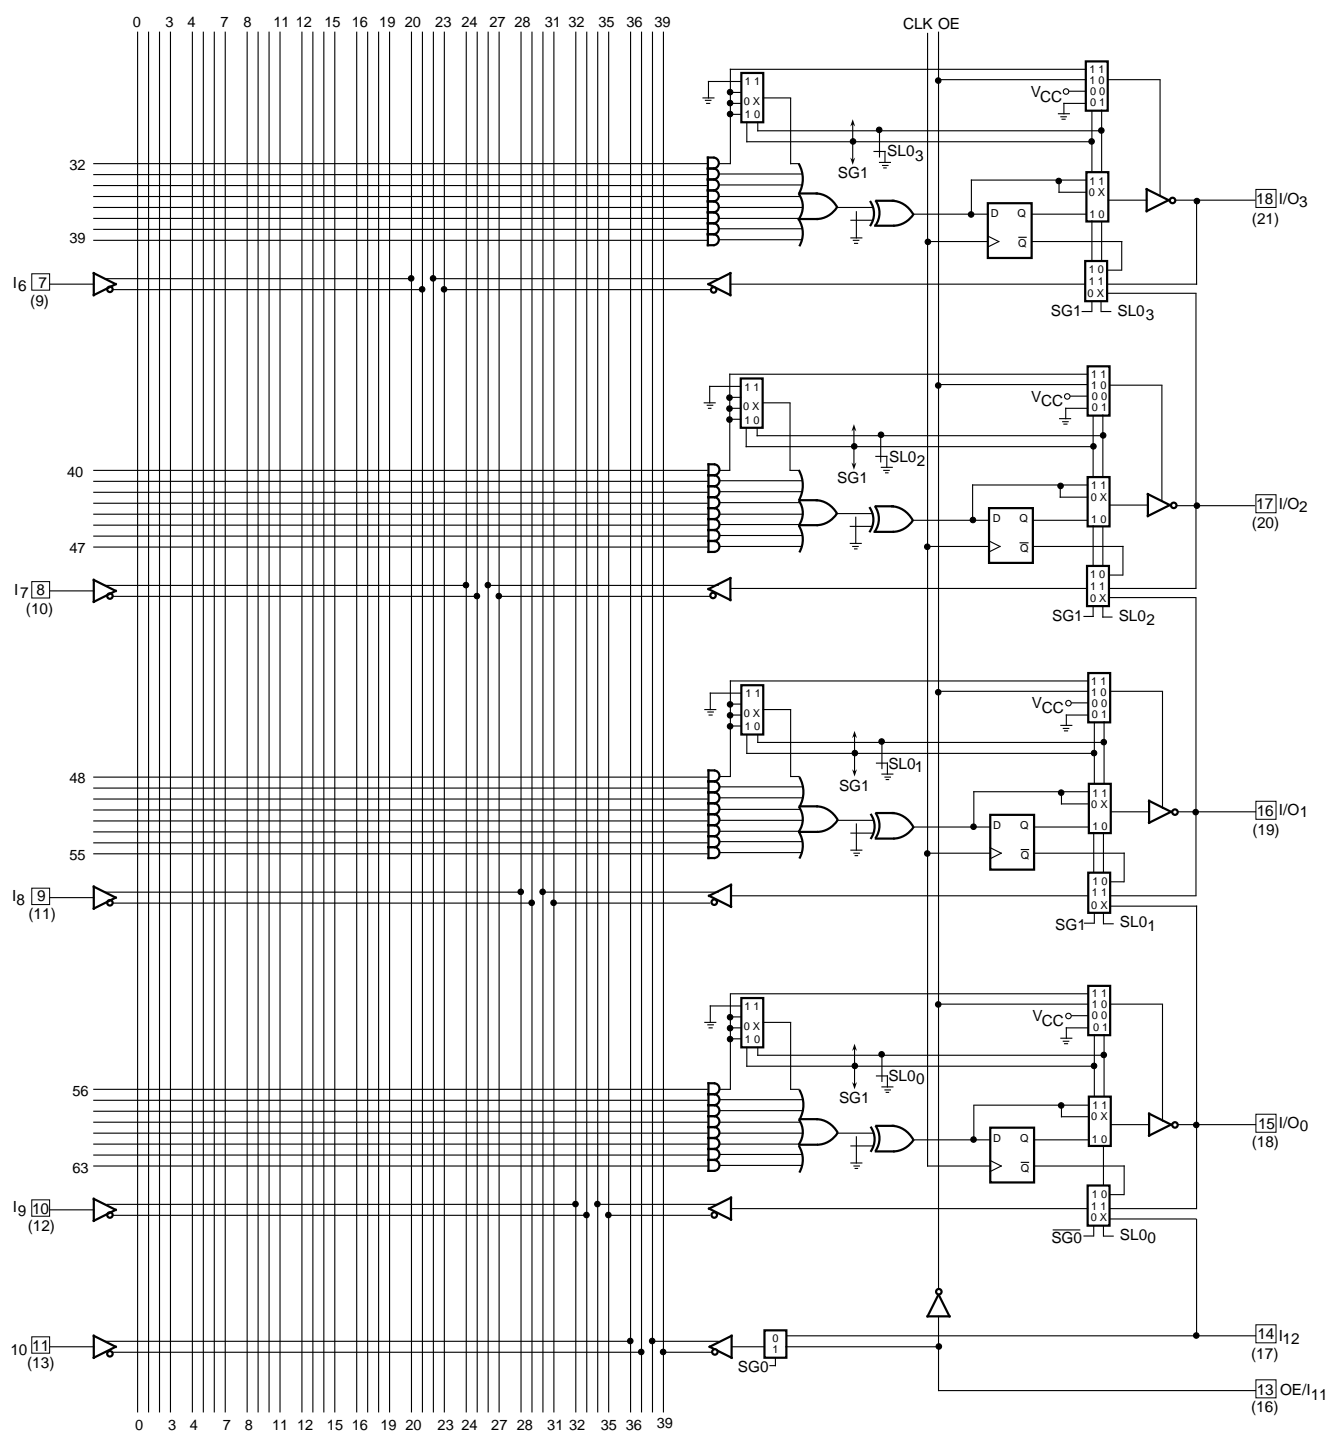 0 3 4 7 8 11 12 15 16 19 20 23 24 27 28 31 32 35 36 39
CLK OE
1 1
0 X
1 0
1 1
1 0
0 0
0 1
VCC
SL03
SG1
32
39
1 1
0 X
1 0
D Q
Q̅
18 I/O3
(21)
I6 7
(9)
1 0
1 1
0 X
SG1 SL03
1 1
0 X
1 0
1 1
1 0
0 0
0 1
VCC
SL02
SG1
40
47
1 1
0 X
1 0
D Q
Q̅
17 I/O2
(20)
I7 8
(10)
1 0
1 1
0 X
SG1 SL02
1 1
0 X
1 0
1 1
1 0
0 0
0 1
VCC
SL01
SG1
48
55
1 1
0 X
1 0
D Q
Q̅
16 I/O1
(19)
I8 9
(11)
1 0
1 1
0 X
SG1 SL01
1 1
0 X
1 0
1 1
1 0
0 0
0 1
VCC
SL00
SG1
56
63
1 1
0 X
1 0
D Q
Q̅
15 I/O0
(18)
I9 10
(12)
1 0
1 1
0 X
S̅G̅0̅ SL00
10 11
(13)
0
1
SG0
14 I12
(17)
13 OE/I11
(16)
0 3 4 7 8 11 12 15 16 19 20 23 24 27 28 31 32 35 36 39